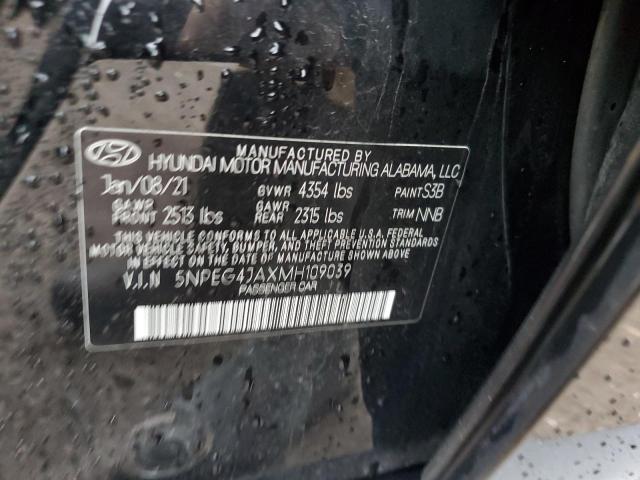 MANUFACTURED BY
HYUNDAI MOTOR MANUFACTURING ALABAMA, LLC
Jan/08/21 GVWR 4354 lbs PAINT S3B
GAWR FRONT 2513 lbs GAWR REAR 2315 lbs TRIM NNB
THIS VEHICLE CONFORMS TO ALL APPLICABLE U.S.A. FEDERAL
MOTOR VEHICLE SAFETY, BUMPER, AND THEFT PREVENTION STANDARDS
IN EFFECT ON THE DATE OF MANUFACTURE SHOWN ABOVE.
V.I.N 5NPEG4JAXMH109039
PASSENGER CAR